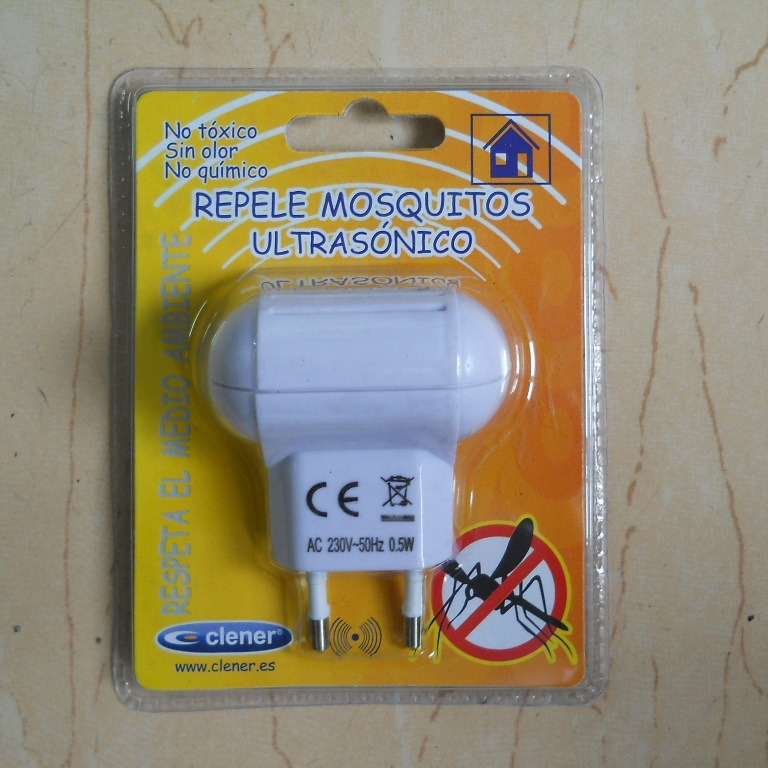 No tóxico
Sin olor
No químico
REPELE MOSQUITOS
ULTRASÓNICO
RESPETA EL MEDIO AMBIENTE
CE
AC 230V~50Hz 0.5W
clener®
www.clener.es